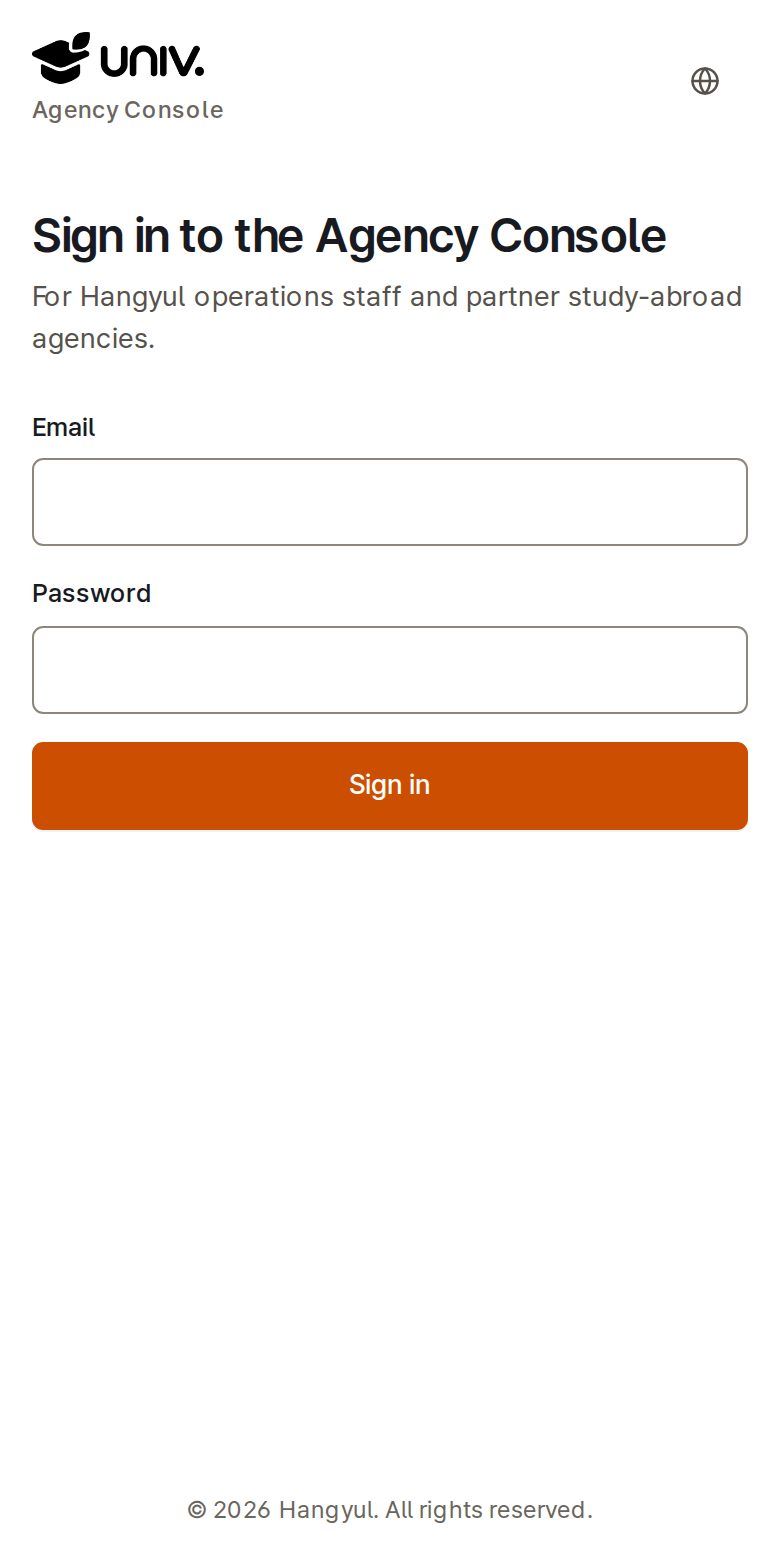 univ.
Agency Console
Sign in to the Agency Console
For Hangyul operations staff and partner study-abroad
agencies.
Email
Password
Sign in
© 2026 Hangyul. All rights reserved.